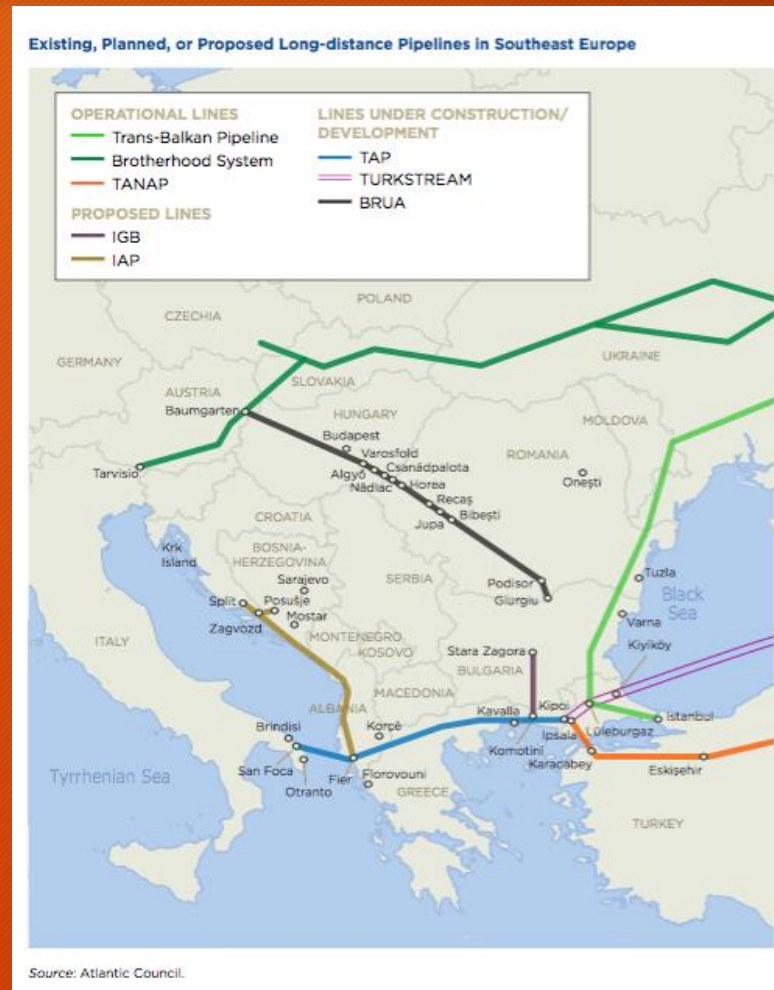 Existing, Planned, or Proposed Long-distance Pipelines in Southeast Europe
OPERATIONAL LINES
Trans-Balkan Pipeline
Brotherhood System
TANAP
PROPOSED LINES
IGB
IAP
LINES UNDER CONSTRUCTION/
DEVELOPMENT
TAP
TURKSTREAM
BRUA
POLAND
CZECHIA
GERMANY
UKRAINE
SLOVAKIA
AUSTRIA
Baumgarten
HUNGARY
MOLDOVA
Budapest
Varosfold
ROMANIA
Csanádpalota
Algyő
Tarvisio
Nădlac
Horea
Onești
Recaș
CROATIA
Bibești
Jupa
Krk
Island
BOSNIA-
HERZEGOVINA
Sarajevo
SERBIA
Podisor
Tuzla
Giurgiu
Black
Sea
Split
Posušje
Mostar
Varna
Zagvozd
ITALY
MONTENEGRO
KOSOVO
Stara Zagora
Kiyiköy
BULGARIA
MACEDONIA
ALBANIA
Kavalla
Kipoi
Brindisi
Korçë
Istanbul
Ipsala
Lüleburgaz
Komotini
San Foca
Karacabey
Tyrrhenian Sea
Fier
Florovouni
Eskişehir
Otranto
GREECE
TURKEY
Source: Atlantic Council.